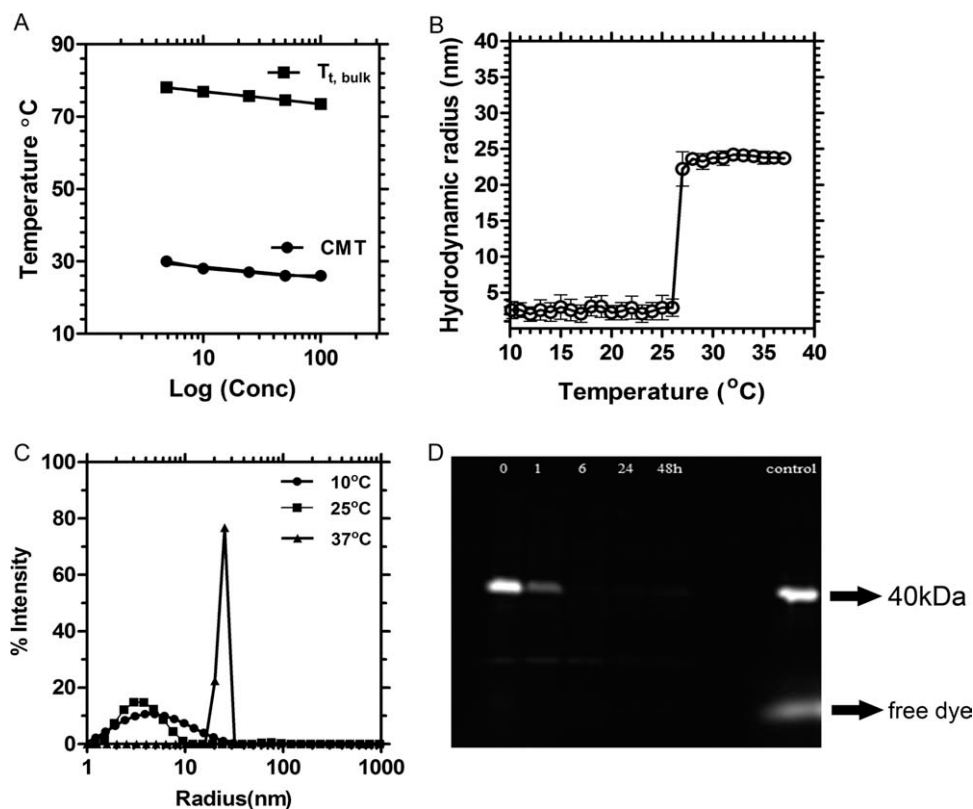 A
90
70
50
30
10
Temperature °C
Tt, bulk
CMT
10
100
Log (Conc)
B
40
35
30
25
20
15
10
5
Hydrodynamic radius (nm)
10
15
20
25
30
35
40
Temperature (°C)
C
100
80
60
40
20
0
% Intensity
10°C
25°C
37°C
1
10
100
1000
Radius(nm)
D
0 1 6 24 48h control
40kDa
free dye